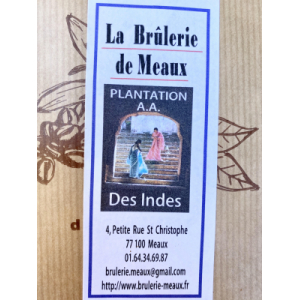 La Brûlerie
de Meaux
PLANTATION
A.A.
Des Indes
4, Petite Rue St Christophe
77 100 Meaux
01.64.34.69.87
brulerie.meaux@gmail.com
http://www.brulerie-meaux.fr
d